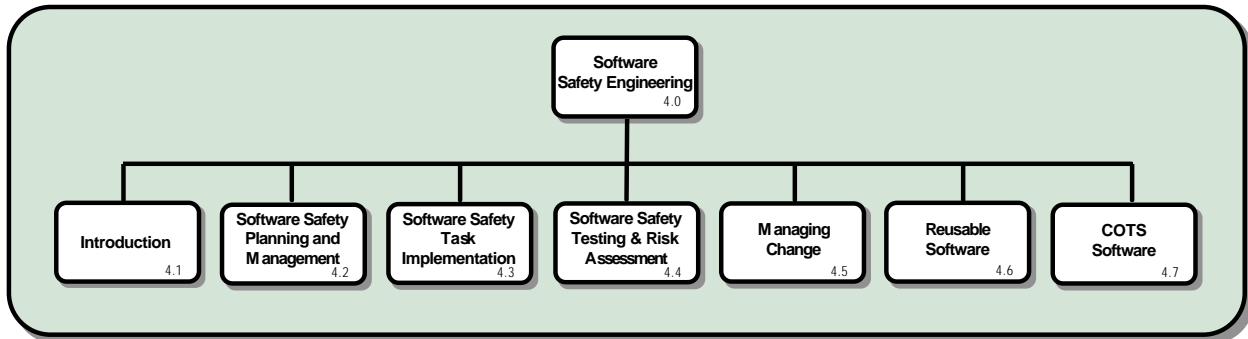 Software
Safety Engineering
4.0
Introduction
4.1
Software Safety
Planning and
Management
4.2
Software Safety
Task
Implementation
4.3
Software Safety
Testing & Risk
Assessment
4.4
Managing
Change
4.5
Reusable
Software
4.6
COTS
Software
4.7